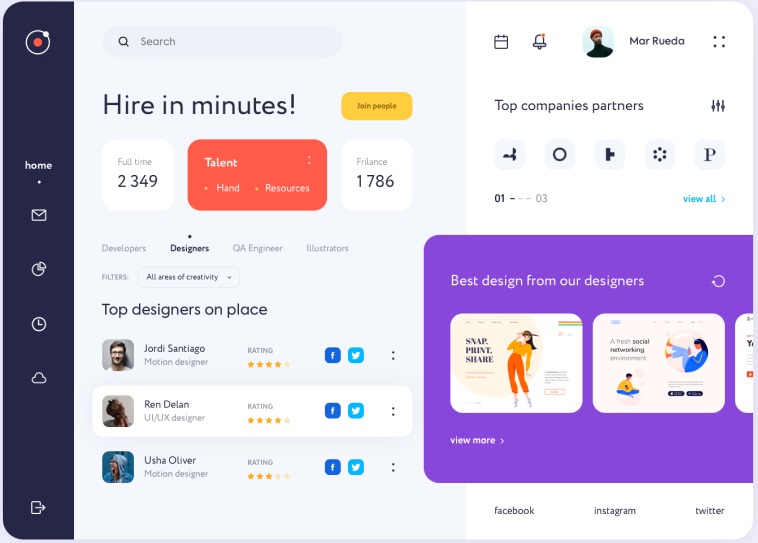 Search
Mar Rueda
home
Hire in minutes!
Join people
Full time
2 349
Talent
Hand
Resources
Frilance
1 786
Top companies partners
P
01
03
view all
Developers
Designers
QA Engineer
Illustrators
FILTERS:
All areas of creativity
Top designers on place
Jordi Santiago
Motion designer
RATING
Ren Delan
UI/UX designer
RATING
Usha Oliver
Motion designer
RATING
Best design from our designers
SNAP.
PRINT.
SHARE
A fresh social
networking
environment
view more
facebook
instagram
twitter